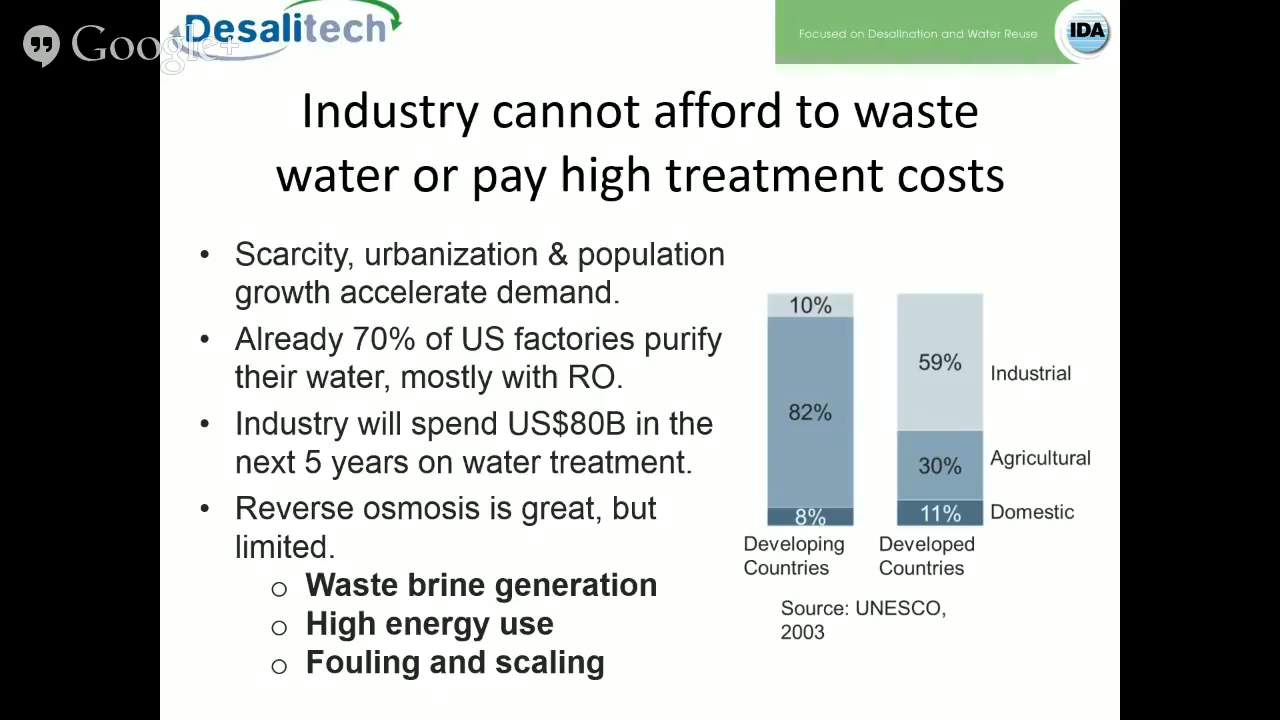 Google+
Desalitech
Focused on Desalination and Water Reuse
IDA
Industry cannot afford to waste
water or pay high treatment costs
• Scarcity, urbanization & population
growth accelerate demand.
• Already 70% of US factories purify
their water, mostly with RO.
• Industry will spend US$80B in the
next 5 years on water treatment.
• Reverse osmosis is great, but
limited.
o Waste brine generation
o High energy use
o Fouling and scaling
10%
82%
8%
59%
30%
11%
Industrial
Agricultural
Domestic
Developing
Countries
Developed
Countries
Source: UNESCO,
2003